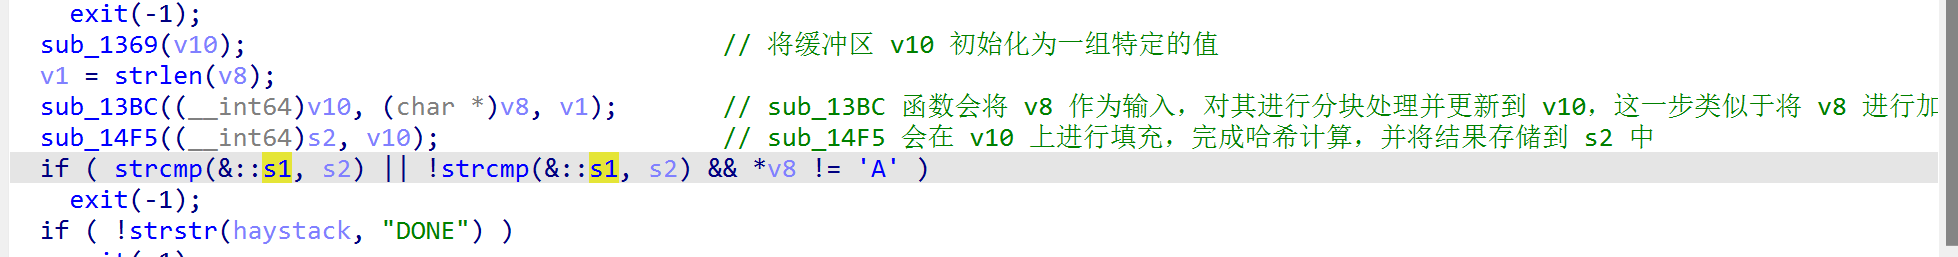 exit(-1);
sub_1369(v10); // 将缓冲区 v10 初始化为一组特定的值
v1 = strlen(v8);
sub_13BC((__int64)v10, (char *)v8, v1); // sub_13BC 函数会将 v8 作为输入，对其进行分块处理并更新到 v10，这一步类似于将 v8 进行加
sub_14F5((__int64)s2, v10); // sub_14F5 会在 v10 上进行填充，完成哈希计算，并将结果存储到 s2 中
if ( strcmp(&::s1, s2) || !strcmp(&::s1, s2) && *v8 != 'A' )
exit(-1);
if ( !strstr(haystack, "DONE") )